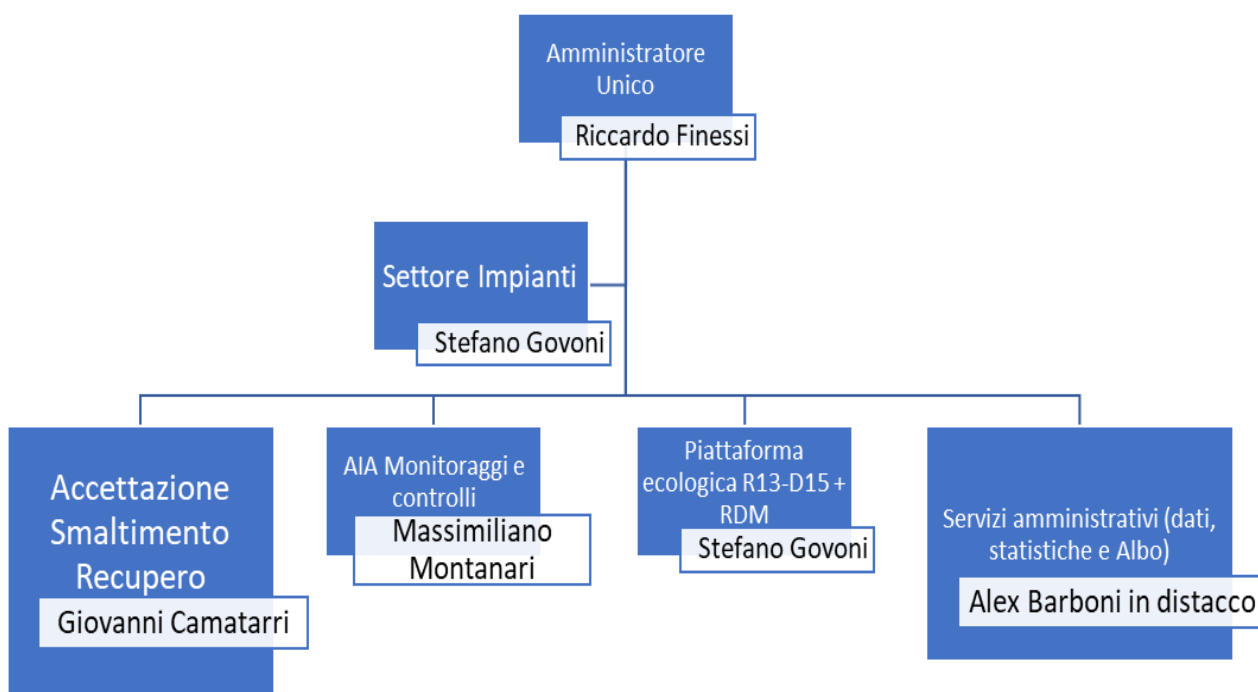 Amministratore
Unico
Riccardo Finessi
Settore Impianti
Stefano Govoni
Accettazione
Smaltimento
Recupero
Giovanni Camatarri
AIA Monitoraggi e
controlli
Massimiliano
Montanari
Piattaforma
ecologica R13-D15 +
RDM
Stefano Govoni
Servizi amministrativi (dati,
statistiche e Albo)
Alex Barboni in distacco